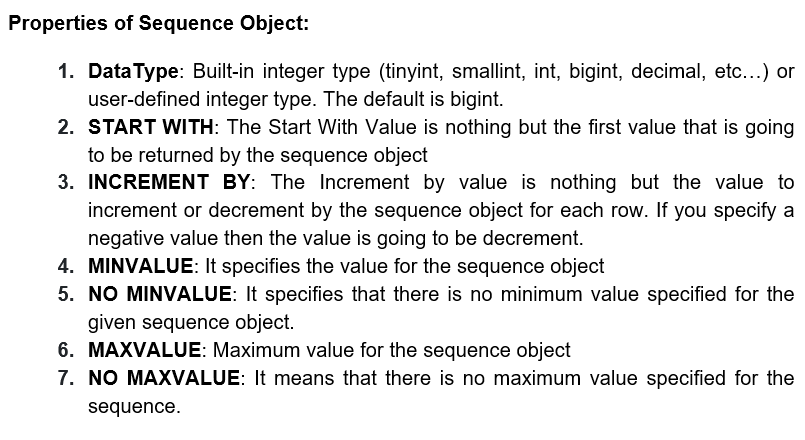 Properties of Sequence Object:
1. DataType: Built-in integer type (tinyint, smallint, int, bigint, decimal, etc…) or
user-defined integer type. The default is bigint.
2. START WITH: The Start With Value is nothing but the first value that is going
to be returned by the sequence object
3. INCREMENT BY: The Increment by value is nothing but the value to
increment or decrement by the sequence object for each row. If you specify a
negative value then the value is going to be decrement.
4. MINVALUE: It specifies the value for the sequence object
5. NO MINVALUE: It specifies that there is no minimum value specified for the
given sequence object.
6. MAXVALUE: Maximum value for the sequence object
7. NO MAXVALUE: It means that there is no maximum value specified for the
sequence.